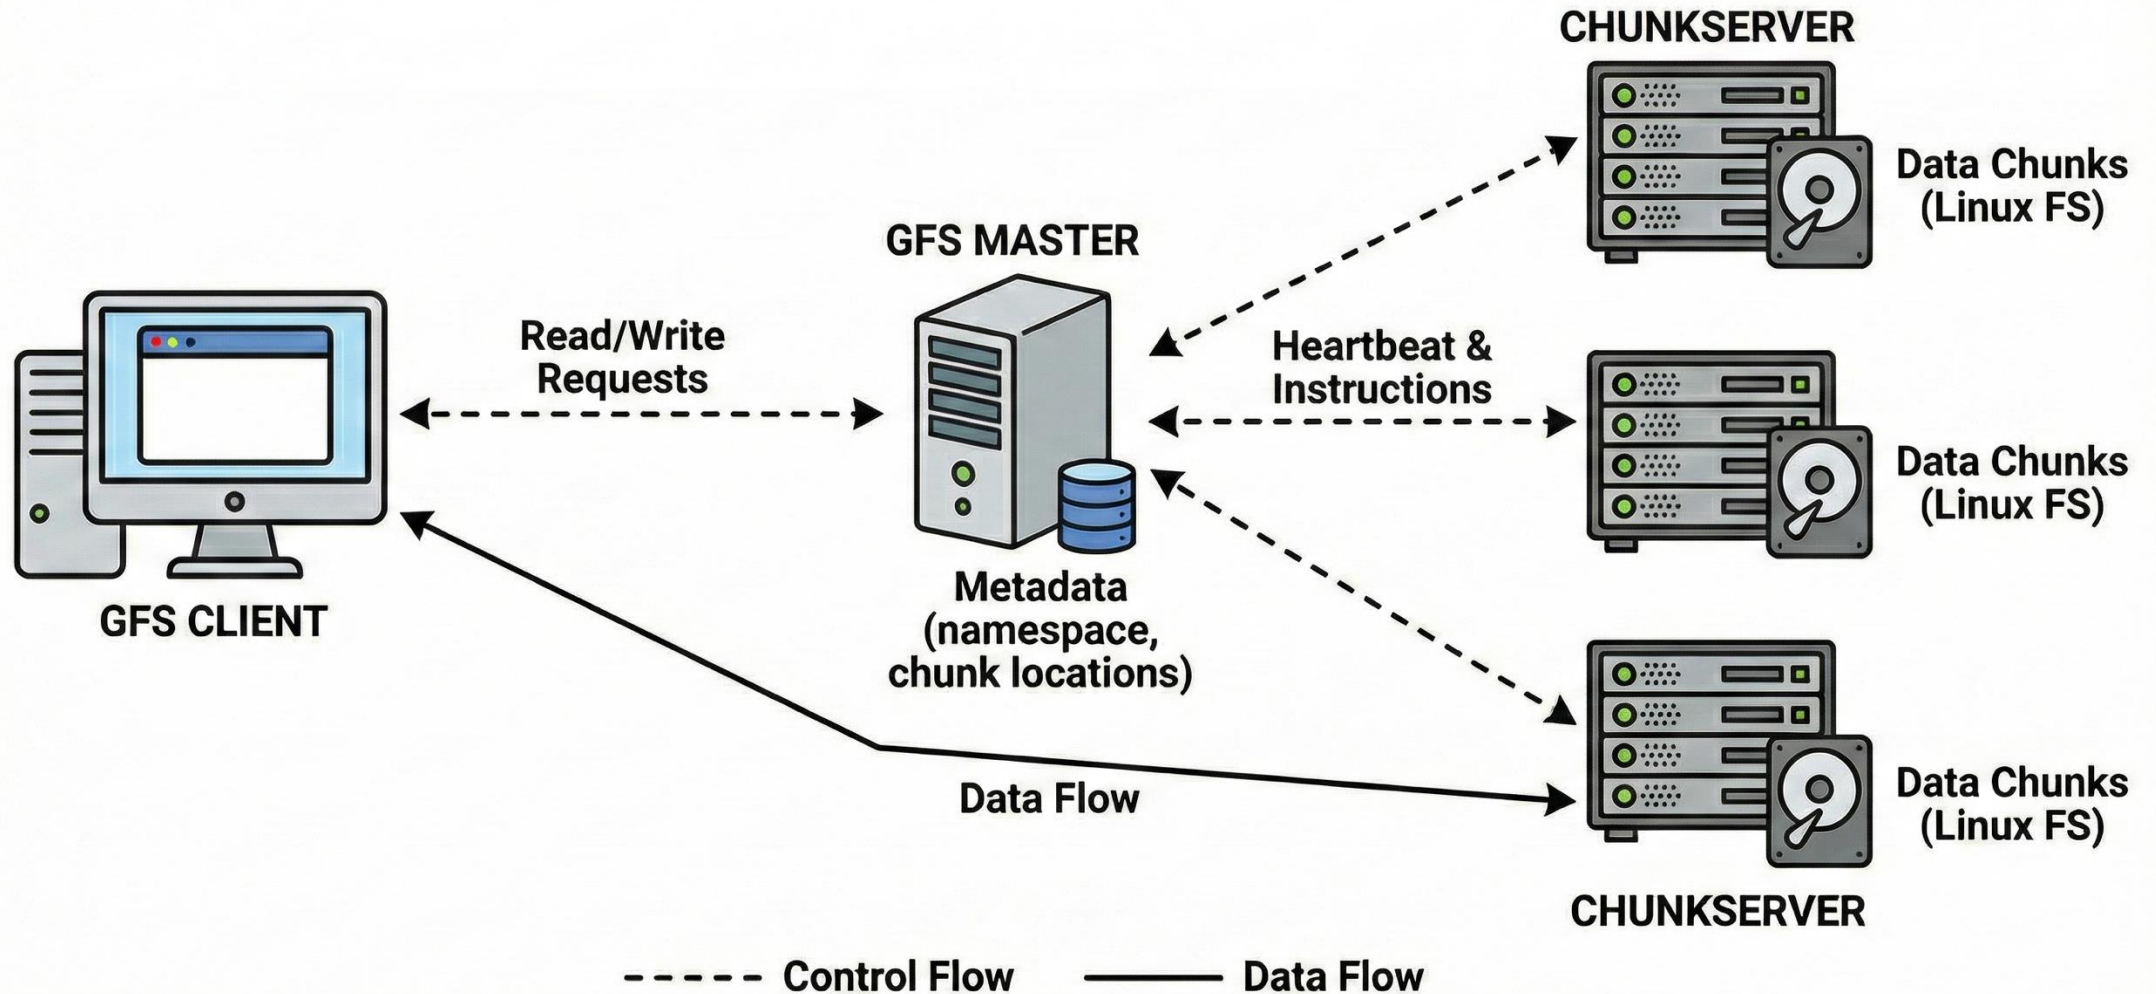 CHUNKSERVER
Data Chunks
(Linux FS)
GFS MASTER
Read/Write
Requests
Heartbeat &
Instructions
Data Chunks
(Linux FS)
Metadata
(namespace,
chunk locations)
GFS CLIENT
Data Flow
Data Chunks
(Linux FS)
CHUNKSERVER
Control Flow
Data Flow